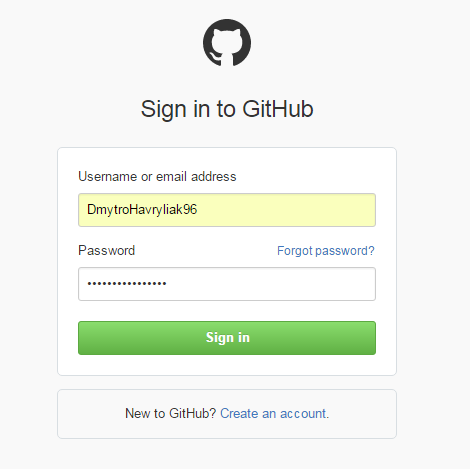 Sign in to GitHub
Username or email address
DmytroHavryliak96
Password Forgot password?
••••••••••••••••
Sign in
New to GitHub? Create an account.